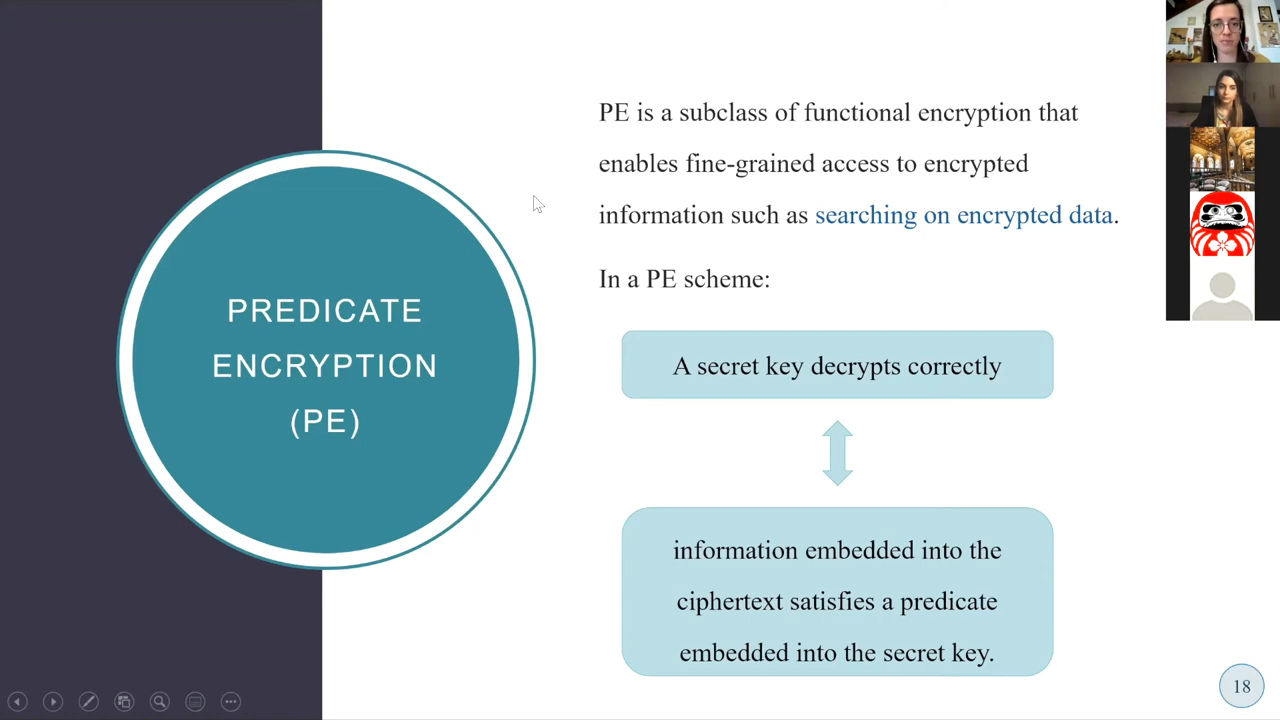 PREDICATE
ENCRYPTION
(PE)
PE is a subclass of functional encryption that
enables fine-grained access to encrypted
information such as searching on encrypted data.
In a PE scheme:
A secret key decrypts correctly
information embedded into the
ciphertext satisfies a predicate
embedded into the secret key.
18